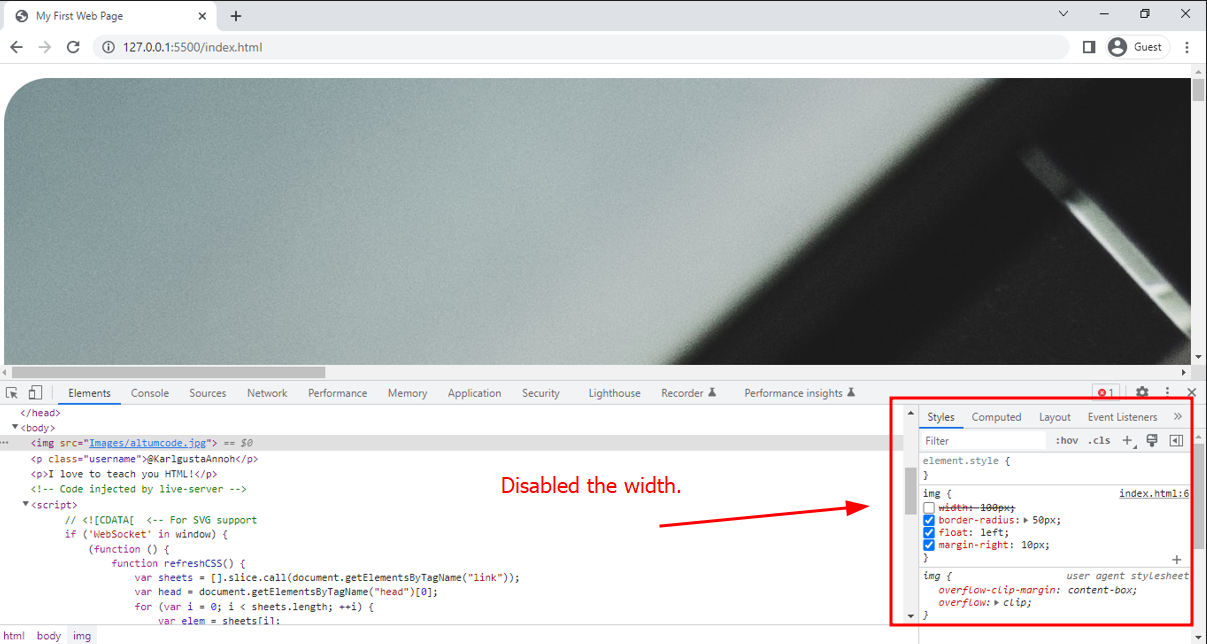 My First Web Page
127.0.0.1:5500/index.html
Guest
Elements Console Sources Network Performance Memory Application Security Lighthouse Recorder Performance insights 1
</head>
<body>
<img src="Images/altumcode.jpg"> == $0
<p class="username">@KarlgustaAnnoh</p>
<p>I love to teach you HTML!</p>
<!-- Code injected by live-server -->
<script>
// <![CDATA[  <-- For SVG support
if ('WebSocket' in window) {
(function () {
function refreshCSS() {
var sheets = [].slice.call(document.getElementsByTagName("link"));
var head = document.getElementsByTagName("head")[0];
for (var i = 0; i < sheets.length; ++i) {
var elem = sheets[i];
html body img
Disabled the width.
Styles Computed Layout Event Listeners »
Filter :hov .cls +
element.style {
}
img { index.html:6
width: 100px;
border-radius: 50px;
float: left;
margin-right: 10px;
}
img { user agent stylesheet
overflow-clip-margin: content-box;
overflow: clip;
}